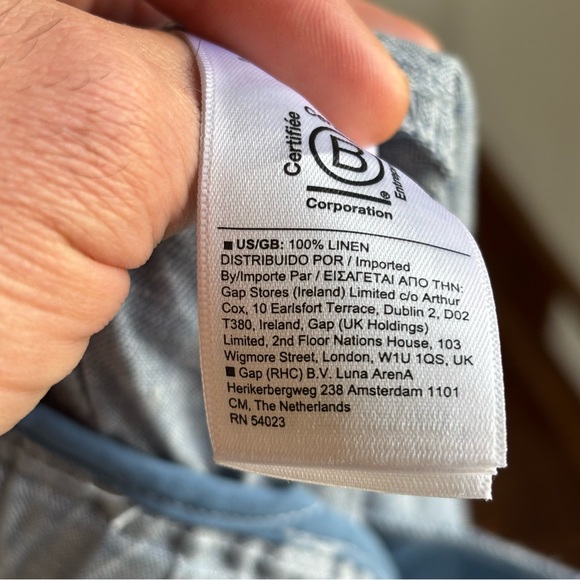 Certifiée
B
®
Corporation
■ US/GB: 100% LINEN
DISTRIBUIDO POR / Imported
By/Importe Par / ΕΙΣΑΓΕΤΑΙ ΑΠΟ ΤΗΝ:
Gap Stores (Ireland) Limited c/o Arthur
Cox, 10 Earlsfort Terrace, Dublin 2, D02
T380, Ireland, Gap (UK Holdings)
Limited, 2nd Floor Nations House, 103
Wigmore Street, London, W1U 1QS, UK
■ Gap (RHC) B.V. Luna ArenA
Herikerbergweg 238 Amsterdam 1101
CM, The Netherlands
RN 54023